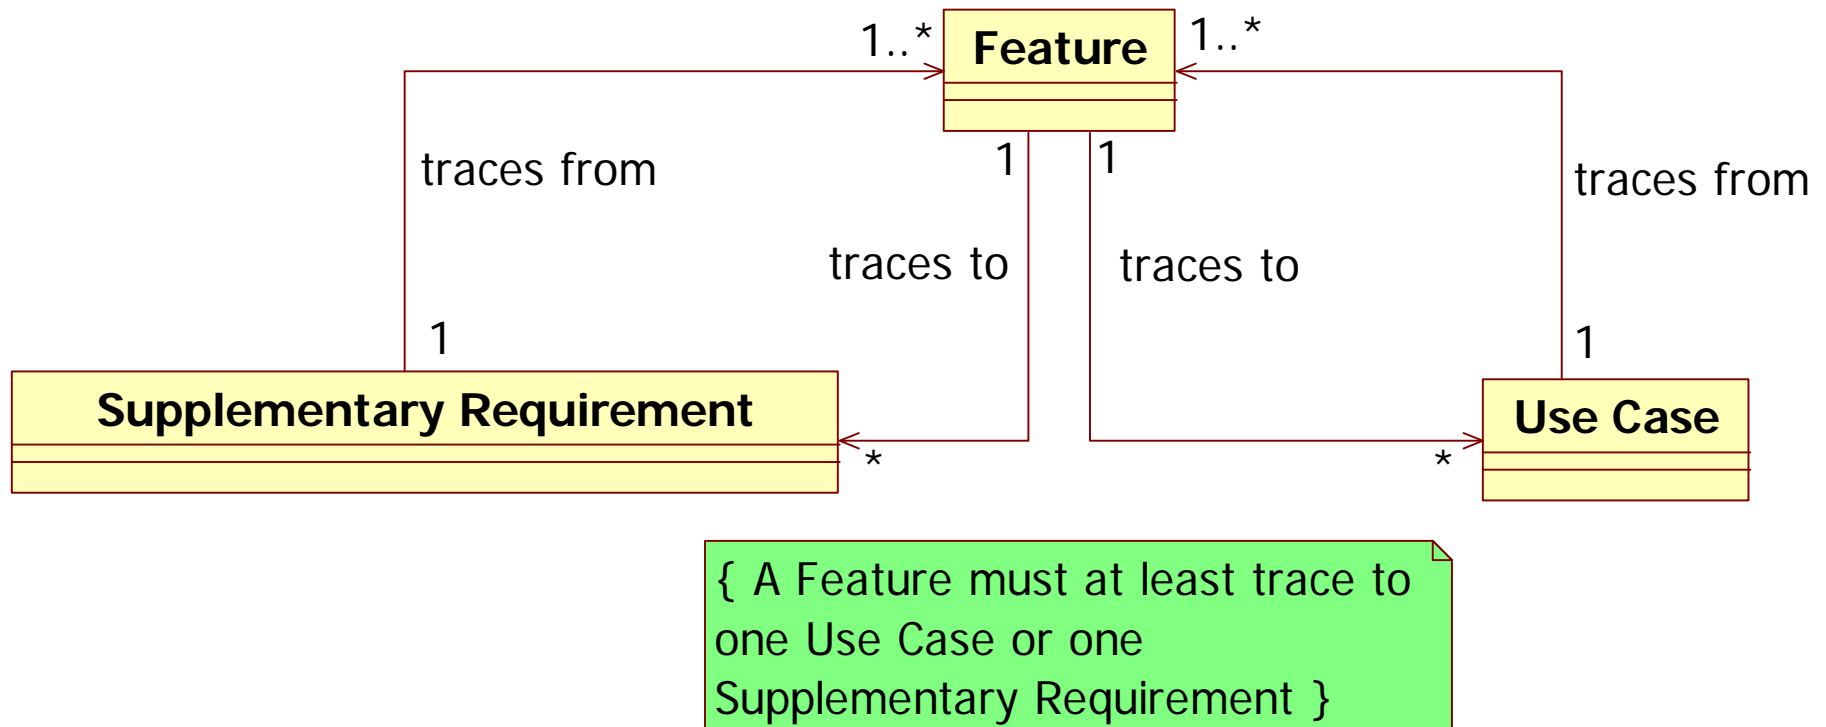 1..*
Feature
1..*
1
1
traces from
traces from
traces to
traces to
1
1
Supplementary Requirement
Use Case
*
*
{ A Feature must at least trace to
one Use Case or one
Supplementary Requirement }